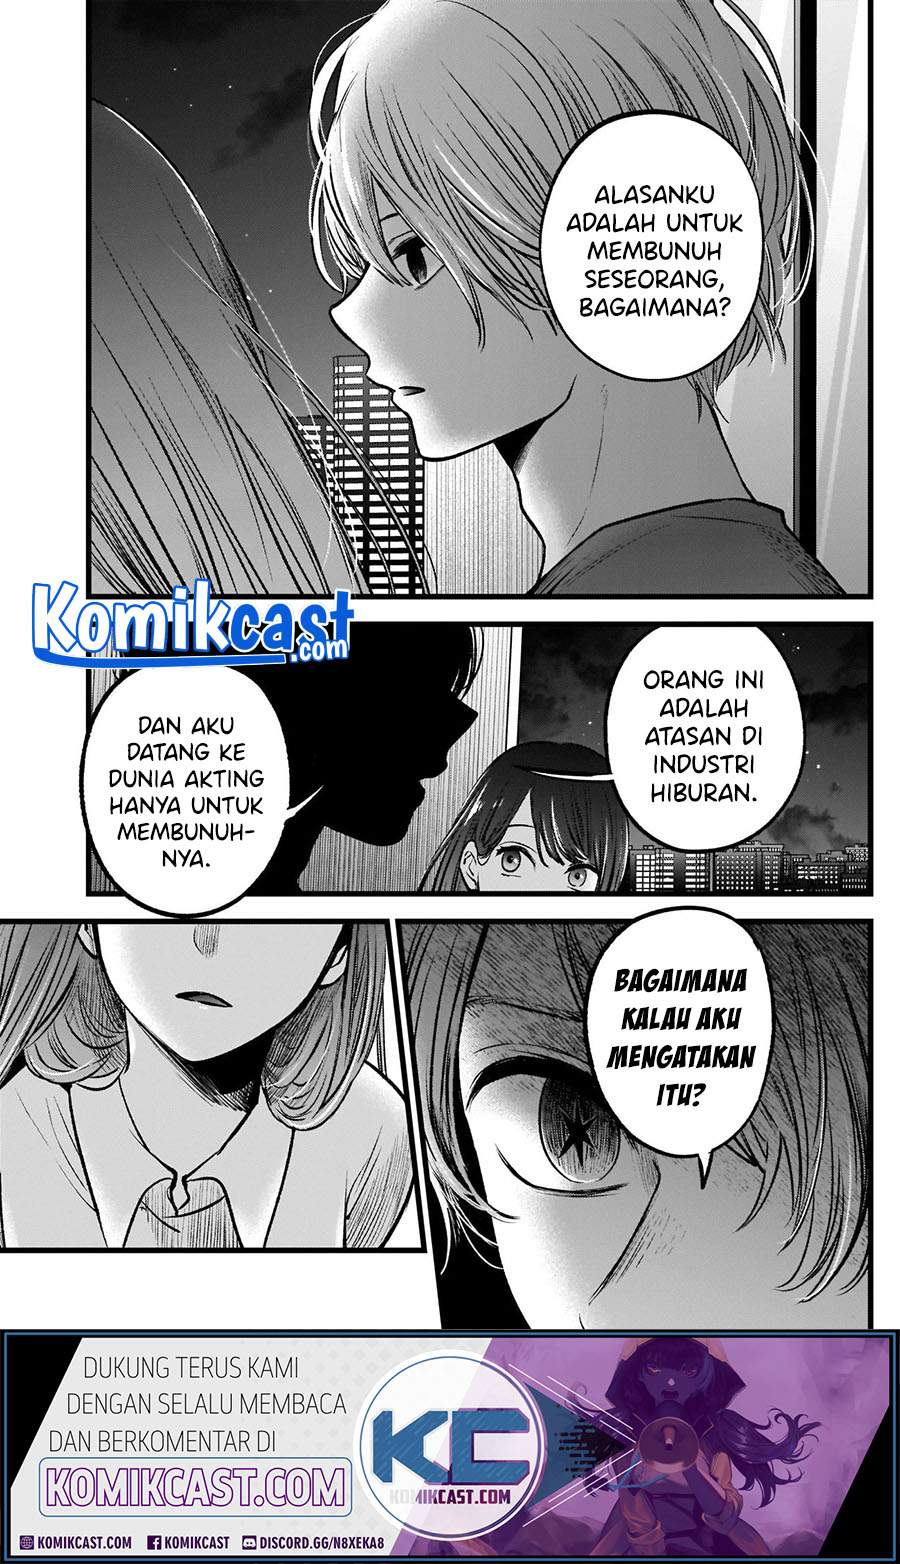 ALASANKU
ADALAH UNTUK
MEMBUNUH
SESEORANG,
BAGAIMANA?
Komikcast
.com
ORANG INI
ADALAH
ATASAN DI
INDUSTRI
HIBURAN.
DAN AKU
DATANG KE
DUNIA AKTING
HANYA UNTUK
MEMBUNUH-
NYA.
BAGAIMANA
KALAU AKU
MENGATAKAN
ITU?
DUKUNG TERUS KAMI
DENGAN SELALU MEMBACA
DAN BERKOMENTAR DI
KOMIKCAST.COM
KOMIKCAST.COM
KOMIKCAST.COM
DISCORD.GG/N8XEKA8
KC
KOMIKCAST.COM